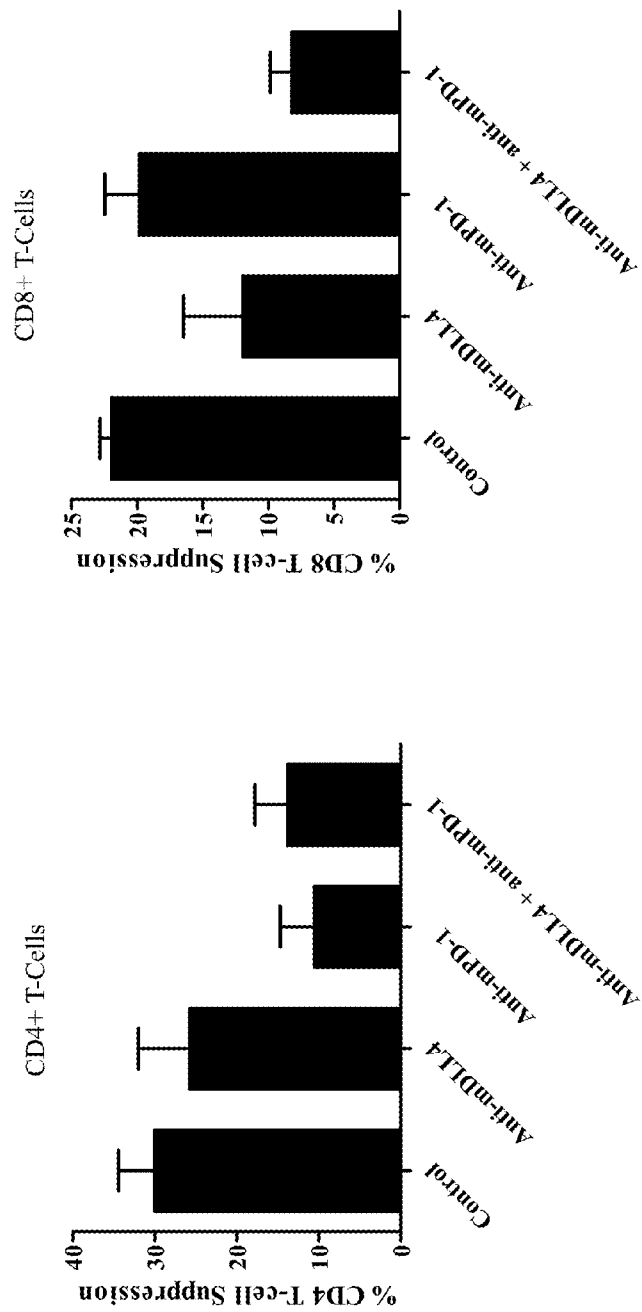 CD4+ T-Cells
% CD4 T-cell Suppression
40
30
20
10
0
Control
Anti-mDLL4
Anti-mPD-1
Anti-mDLL4 + anti-mPD-1
CD8+ T-Cells
% CD8 T-cell Suppression
25
20
15
10
5
0
Control
Anti-mDLL4
Anti-mPD-1
Anti-mDLL4 + anti-mPD-1